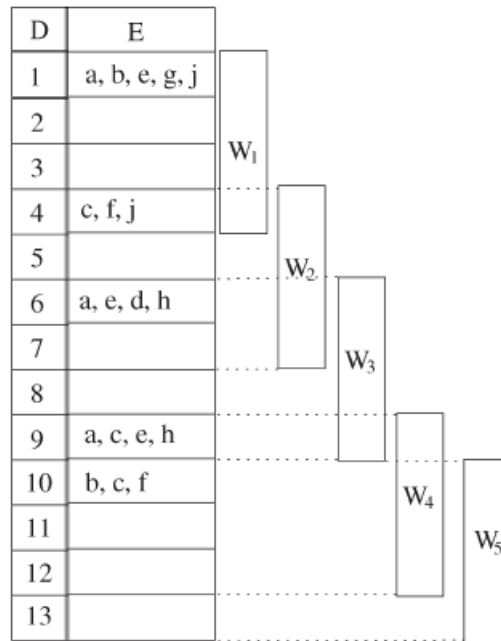 D E
1 a, b, e, g, j
2
3
W1
4 c, f, j
5
W2
6 a, e, d, h
7
W3
8
9 a, c, e, h
10 b, c, f
W4
11
W5
12
13